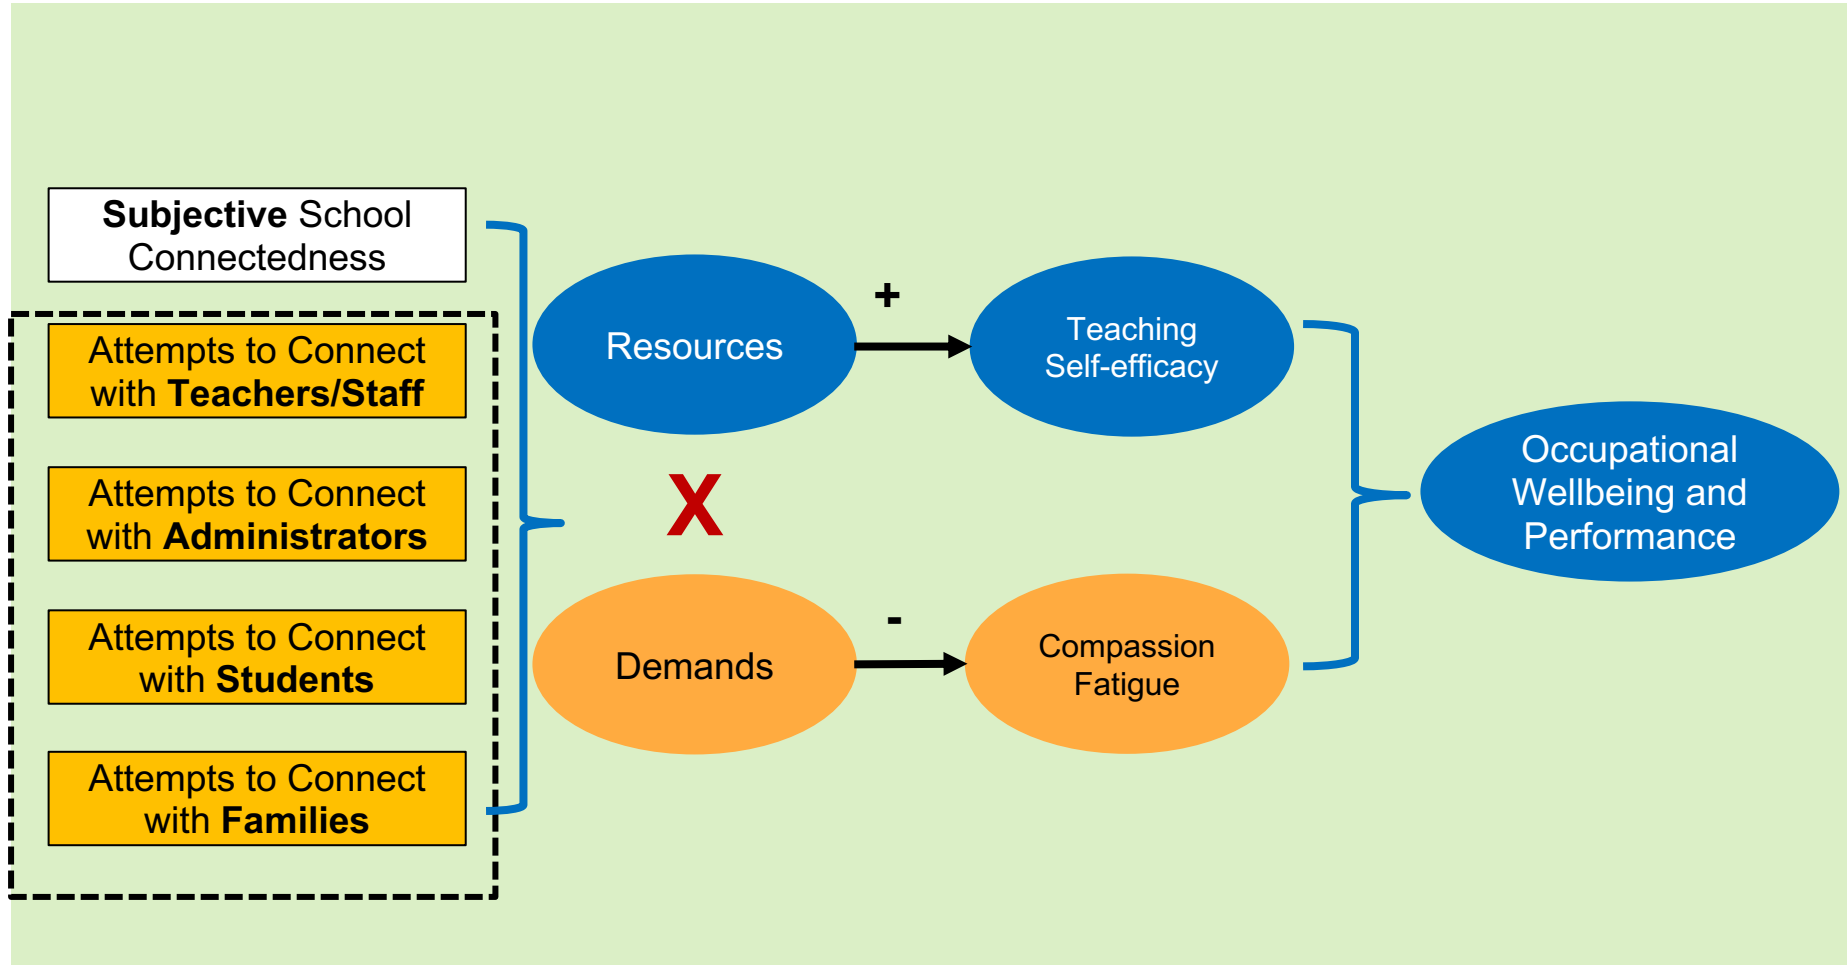 Subjective School
Connectedness
Attempts to Connect
with Teachers/Staff
Attempts to Connect
with Administrators
Attempts to Connect
with Students
Attempts to Connect
with Families
Resources
X
Demands
+
-
Teaching
Self-efficacy
Compassion
Fatigue
Occupational
Wellbeing and
Performance